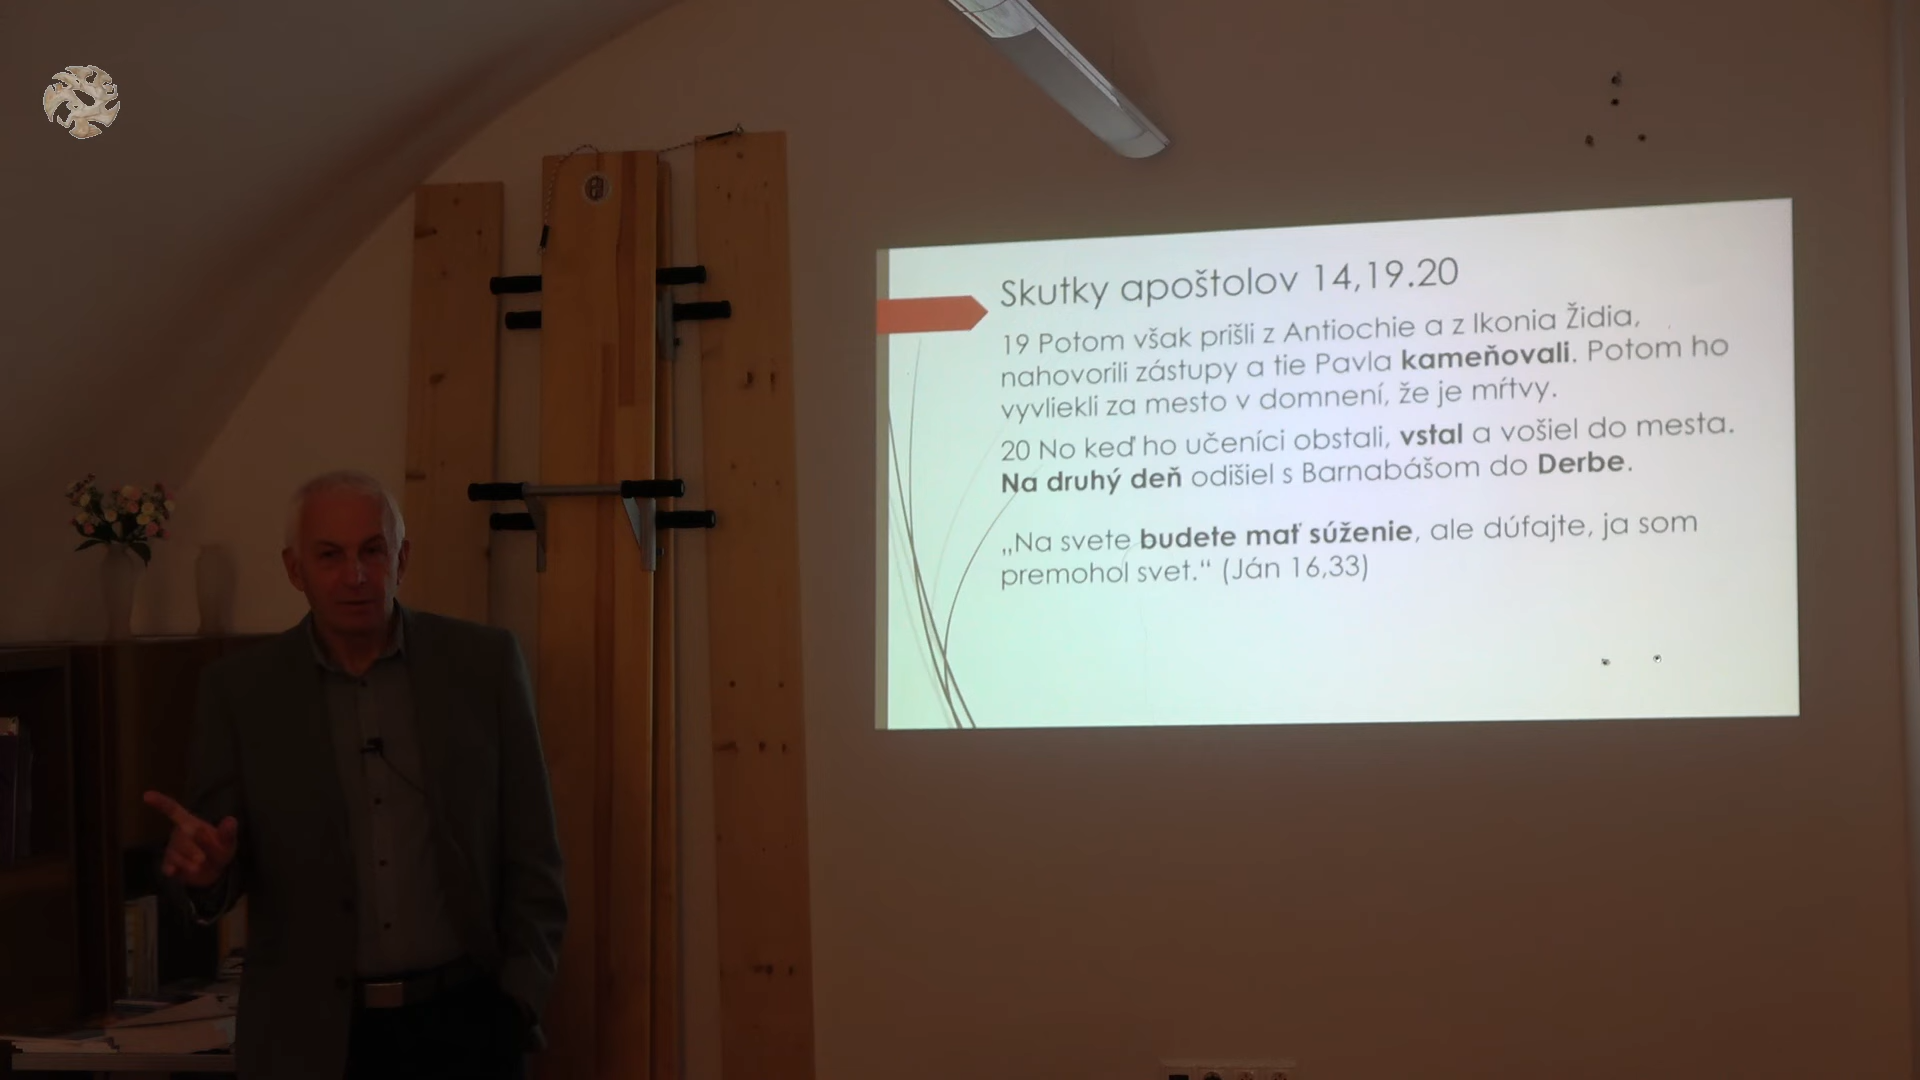 Skutky apoštolov 14,19.20
19 Potom však prišli z Antiochie a z Ikonia Židia,
nahovorili zástupy a tie Pavla kameňovali. Potom ho
vyvliekli za mesto v domnení, že je mŕtvy.
20 No keď ho učeníci obstali, vstal a vošiel do mesta.
Na druhý deň odišiel s Barnabášom do Derbe.
„Na svete budete mať súženie, ale dúfajte, ja som
premohol svet.“ (Ján 16,33)